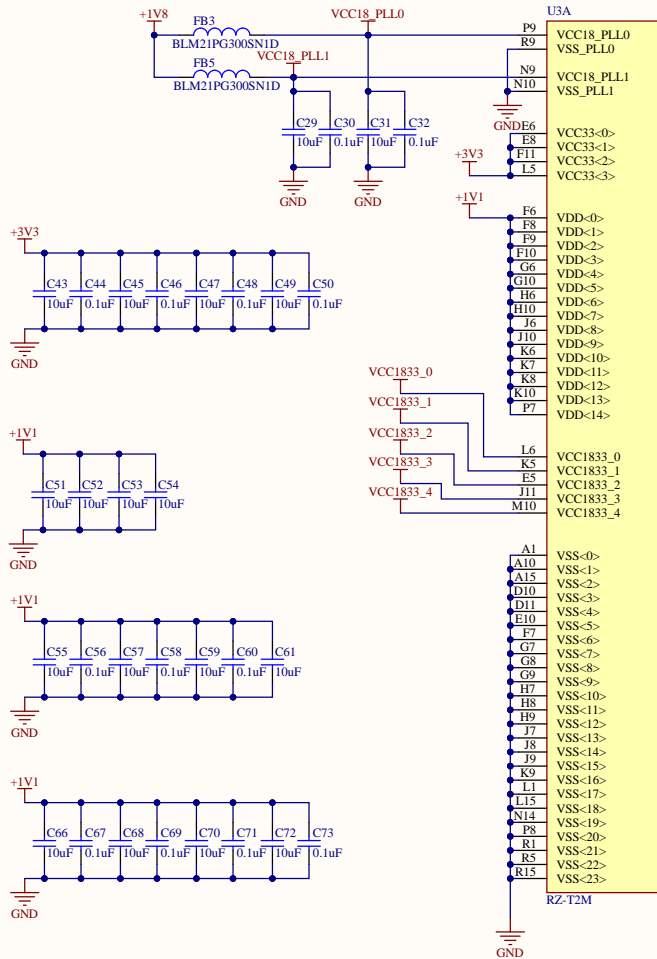 U3A
+1V8
FB3
BLM21PG300SN1D
VCC18_PLL0
P9 VCC18_PLL0
R9 VSS_PLL0
FB5
BLM21PG300SN1D
VCC18_PLL1
N9 VCC18_PLL1
N10 VSS_PLL1
GND
C29 10uF
C30 0.1uF
C31 10uF
C32 0.1uF
GND
GND
+3V3
E6 VCC33<0>
E8 VCC33<1>
F11 VCC33<2>
L5 VCC33<3>
+1V1
F6 VDD<0>
F8 VDD<1>
F9 VDD<2>
F10 VDD<3>
G6 VDD<4>
G10 VDD<5>
H6 VDD<6>
H10 VDD<7>
J6 VDD<8>
J10 VDD<9>
K6 VDD<10>
K7 VDD<11>
K8 VDD<12>
K10 VDD<13>
P7 VDD<14>
+3V3
C43 10uF
C44 0.1uF
C45 10uF
C46 0.1uF
C47 10uF
C48 0.1uF
C49 10uF
C50 0.1uF
GND
VCC1833_0
VCC1833_1
VCC1833_2
VCC1833_3
VCC1833_4
L6 VCC1833_0
K5 VCC1833_1
E5 VCC1833_2
J11 VCC1833_3
M10 VCC1833_4
+1V1
C51 10uF
C52 10uF
C53 10uF
C54 10uF
GND
A1 VSS<0>
A10 VSS<1>
A15 VSS<2>
D10 VSS<3>
D11 VSS<4>
E10 VSS<5>
F7 VSS<6>
G7 VSS<7>
G8 VSS<8>
G9 VSS<9>
H7 VSS<10>
H8 VSS<11>
H9 VSS<12>
J7 VSS<13>
J8 VSS<14>
J9 VSS<15>
K9 VSS<16>
L1 VSS<17>
L15 VSS<18>
N14 VSS<19>
P8 VSS<20>
R1 VSS<21>
R5 VSS<22>
R15 VSS<23>
+1V1
C55 10uF
C56 0.1uF
C57 10uF
C58 0.1uF
C59 10uF
C60 0.1uF
C61 10uF
GND
+1V1
C66 10uF
C67 0.1uF
C68 10uF
C69 0.1uF
C70 10uF
C71 0.1uF
C72 10uF
C73 0.1uF
GND
RZ-T2M
GND